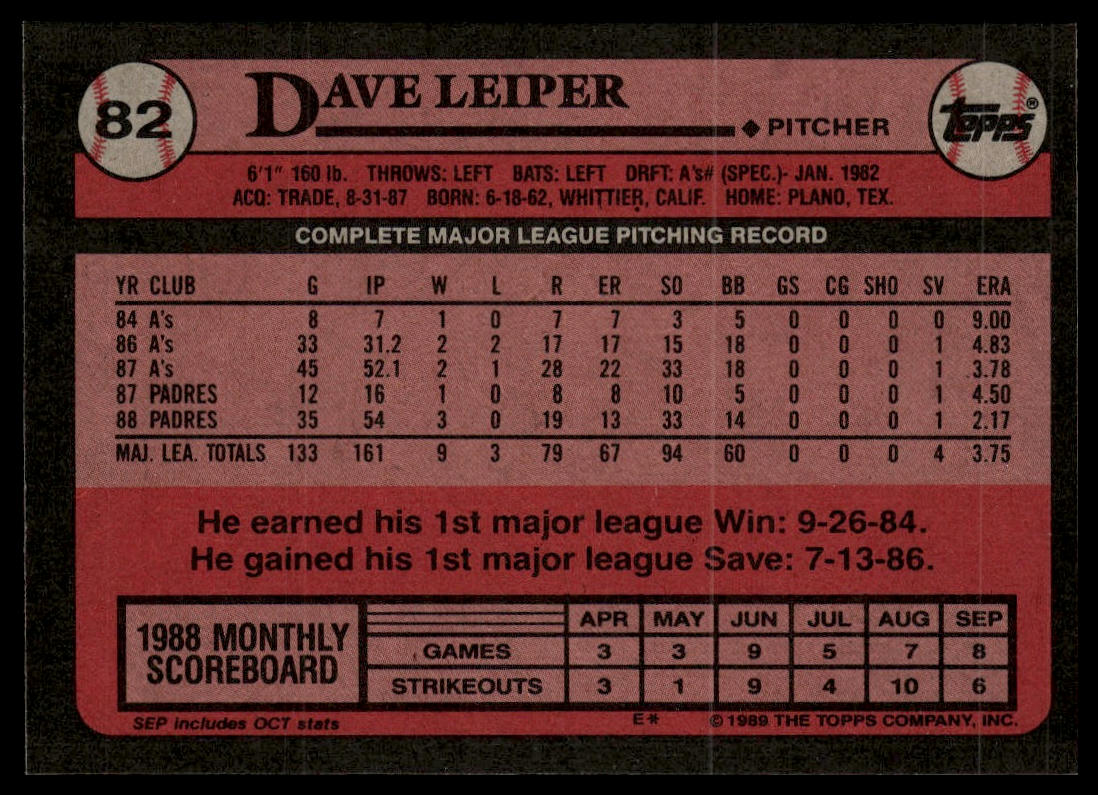 82
DAVE LEIPER
◆ PITCHER
TOPPS®
6'1" 160 lb. THROWS: LEFT BATS: LEFT DRFT: A's# (SPEC.)- JAN. 1982
ACQ: TRADE, 8-31-87 BORN: 6-18-62, WHITTIER, CALIF. HOME: PLANO, TEX.
COMPLETE MAJOR LEAGUE PITCHING RECORD
YR CLUB G IP W L R ER SO BB GS CG SHO SV ERA
84 A's 8 7 1 0 7 7 3 5 0 0 0 0 9.00
86 A's 33 31.2 2 2 17 17 15 18 0 0 0 1 4.83
87 A's 45 52.1 2 1 28 22 33 18 0 0 0 1 3.78
87 PADRES 12 16 1 0 8 8 10 5 0 0 0 1 4.50
88 PADRES 35 54 3 0 19 13 33 14 0 0 0 1 2.17
MAJ. LEA. TOTALS 133 161 9 3 79 67 94 60 0 0 0 4 3.75
He earned his 1st major league Win: 9-26-84.
He gained his 1st major league Save: 7-13-86.
1988 MONTHLY
SCOREBOARD
APR MAY JUN JUL AUG SEP
GAMES 3 3 9 5 7 8
STRIKEOUTS 3 1 9 4 10 6
SEP includes OCT stats
E*
©1989 THE TOPPS COMPANY, INC.